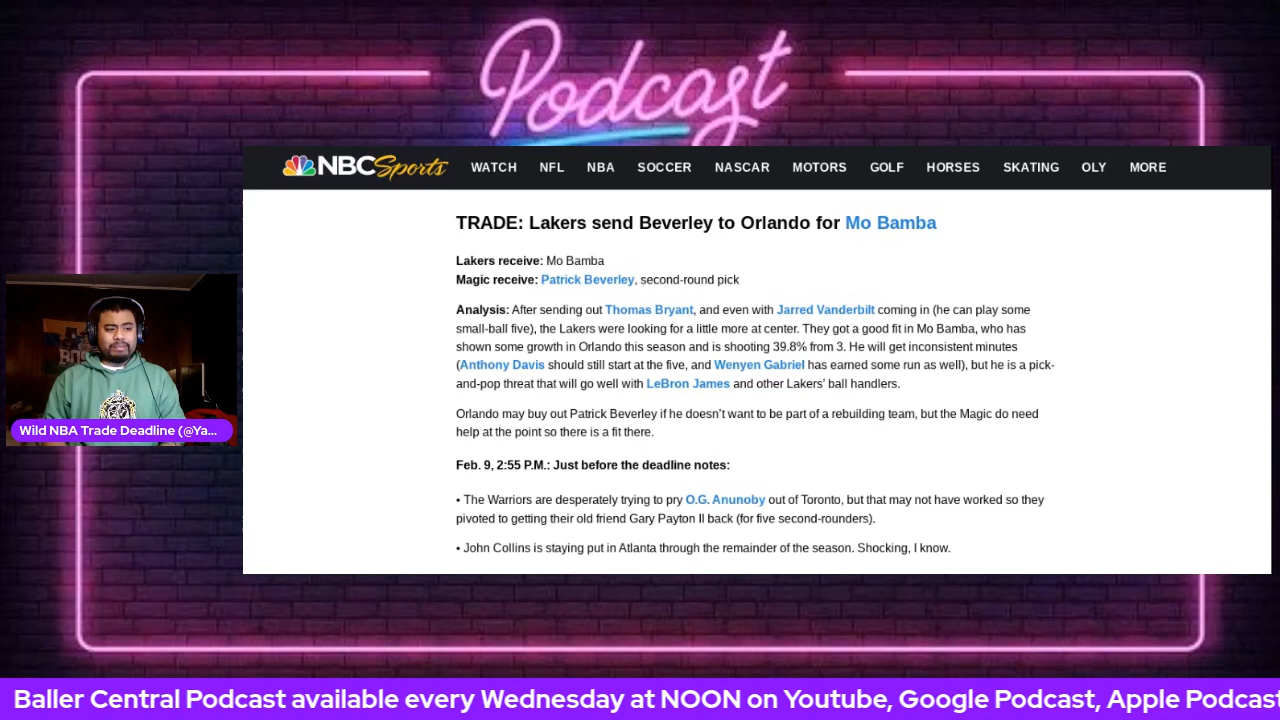 Podcast
NBC Sports WATCH NFL NBA SOCCER NASCAR MOTORS GOLF HORSES SKATING OLY MORE
TRADE: Lakers send Beverley to Orlando for Mo Bamba
Lakers receive: Mo Bamba
Magic receive: Patrick Beverley, second-round pick
Analysis: After sending out Thomas Bryant, and even with Jarred Vanderbilt coming in (he can play some
small-ball five), the Lakers were looking for a little more at center. They got a good fit in Mo Bamba, who has
shown some growth in Orlando this season and is shooting 39.8% from 3. He will get inconsistent minutes
(Anthony Davis should still start at the five, and Wenyen Gabriel has earned some run as well), but he is a pick-
and-pop threat that will go well with LeBron James and other Lakers’ ball handlers.
Orlando may buy out Patrick Beverley if he doesn’t want to be part of a rebuilding team, but the Magic do need
help at the point so there is a fit there.
Feb. 9, 2:55 P.M.: Just before the deadline notes:
• The Warriors are desperately trying to pry O.G. Anunoby out of Toronto, but that may not have worked so they
pivoted to getting their old friend Gary Payton II back (for five second-rounders).
• John Collins is staying put in Atlanta through the remainder of the season. Shocking, I know.
Wild NBA Trade Deadline (@Ya...
Baller Central Podcast available every Wednesday at NOON on Youtube, Google Podcast, Apple Podcast